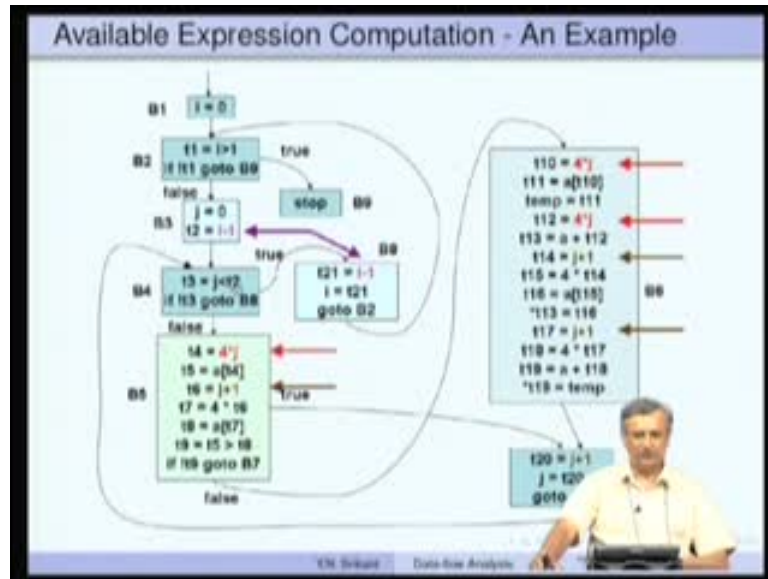 Available Expression Computation - An Example
B1
i = 0
B2
t1 = i>1
if !t1 goto B9
true
false
stop
B9
B3
j = 0
t2 = i-1
true
B8
t21 = i-1
i = t21
goto B2
B4
t3 = j<t2
if !t3 goto B8
false
B5
t4 = 4*j
t5 = a[t4]
t6 = j+1
t7 = 4 * t6
t8 = a[t7]
t9 = t5 > t8
if !t9 goto B7
true
false
t10 = 4*j
t11 = a[t10]
temp = t11
t12 = 4*j
t13 = a + t12
t14 = j+1
t15 = 4 * t14
t16 = a[t15]
*t13 = t16
t17 = j+1
t18 = 4 * t17
t19 = a + t18
*t19 = temp
B6
t20 = j+1
j = t20
goto
Y.N. Srikant
Data-flow Analysis